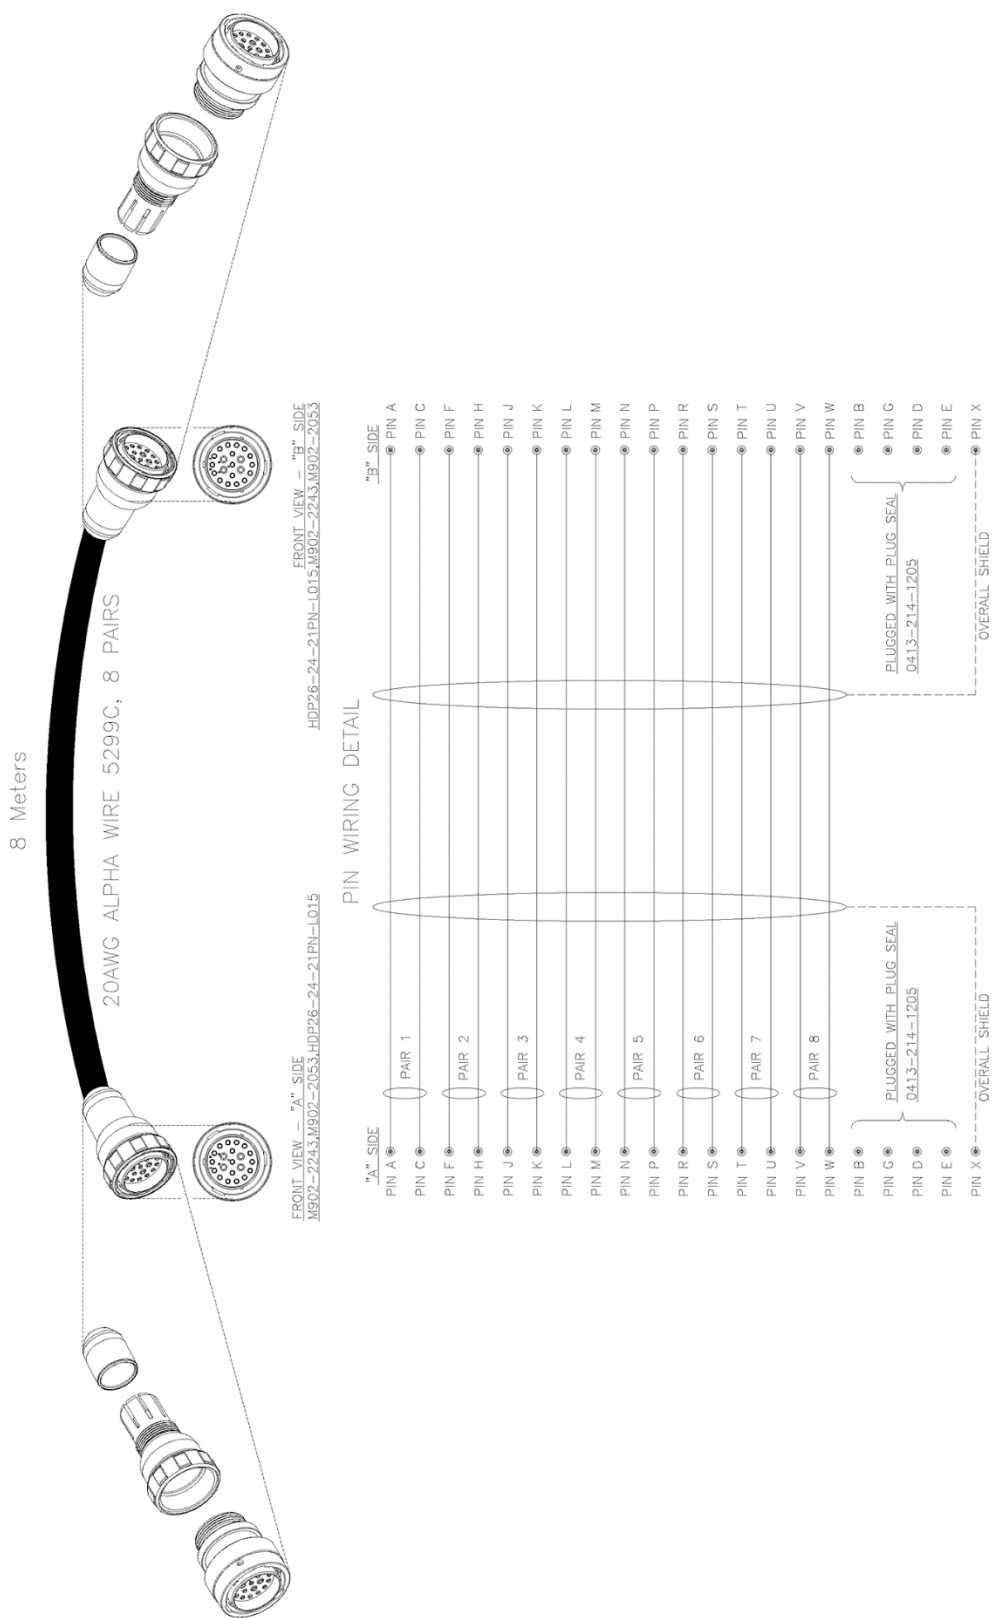 8 Meters
20AWG ALPHA WIRE 5299C, 8 PAIRS
FRONT VIEW - "A" SIDE
M902-2243,M902-2053,HDP26-24-21PN-L015
FRONT VIEW - "B" SIDE
HDP26-24-21PN-L015,M902-2243,M902-2053
PIN WIRING DETAIL
"A" SIDE
"B" SIDE
PIN A PIN A
PAIR 1
PIN C PIN C
PIN F PIN F
PAIR 2
PIN H PIN H
PIN J PIN J
PAIR 3
PIN K PIN K
PIN L PIN L
PAIR 4
PIN M PIN M
PIN N PIN N
PAIR 5
PIN P PIN P
PIN R PIN R
PAIR 6
PIN S PIN S
PIN T PIN T
PAIR 7
PIN U PIN U
PIN V PIN V
PAIR 8
PIN W PIN W
PIN B PIN B
PIN G PIN G
PLUGGED WITH PLUG SEAL PLUGGED WITH PLUG SEAL
0413-214-1205 0413-214-1205
PIN D PIN D
PIN E PIN E
PIN X PIN X
OVERALL SHIELD OVERALL SHIELD